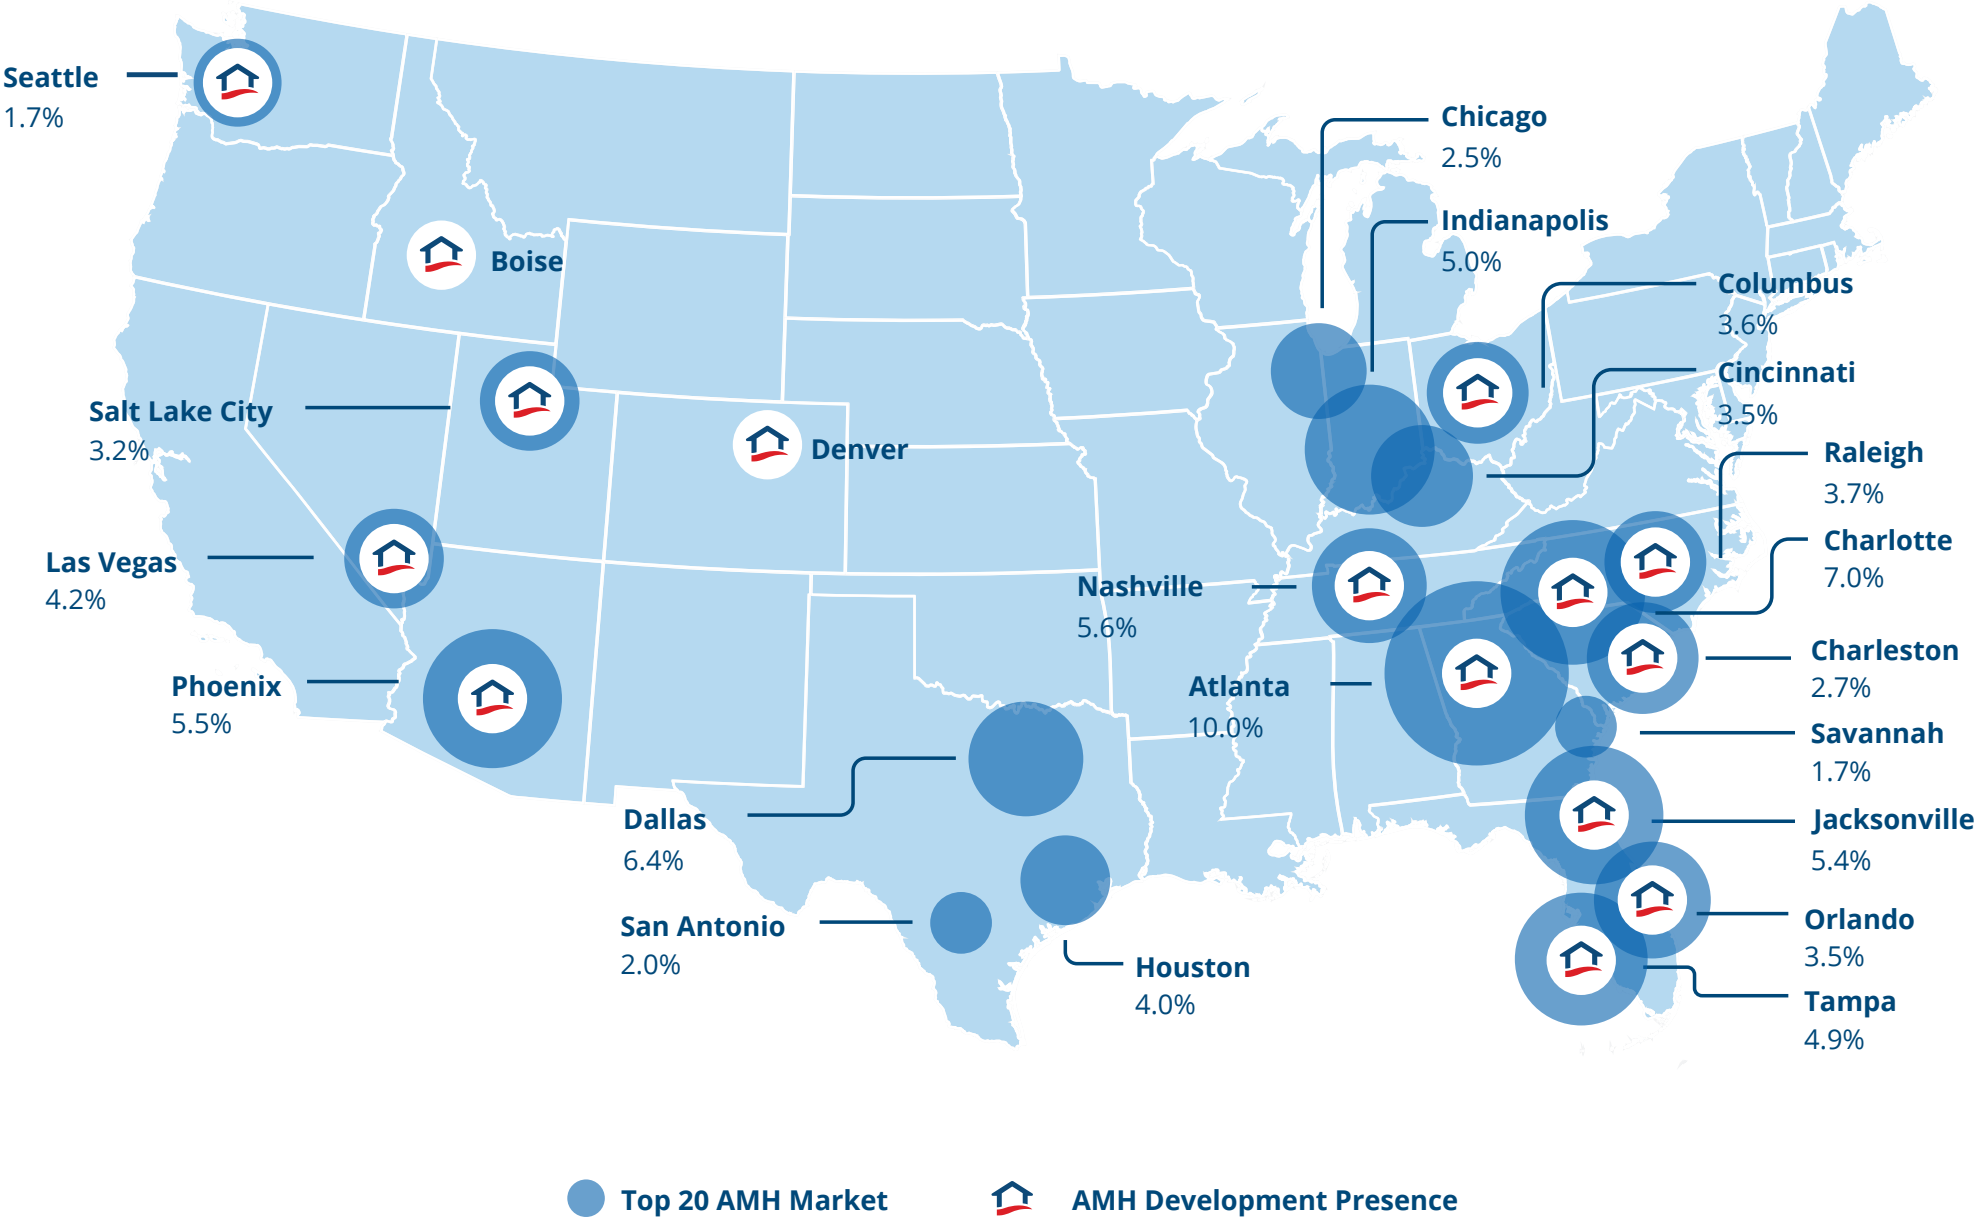 Seattle
1.7%
Boise
Salt Lake City
3.2%
Denver
Las Vegas
4.2%
Phoenix
5.5%
Dallas
6.4%
San Antonio
2.0%
Houston
4.0%
Nashville
5.6%
Atlanta
10.0%
Chicago
2.5%
Indianapolis
5.0%
Columbus
3.6%
Cincinnati
3.5%
Raleigh
3.7%
Charlotte
7.0%
Charleston
2.7%
Savannah
1.7%
Jacksonville
5.4%
Orlando
3.5%
Tampa
4.9%
Top 20 AMH Market
AMH Development Presence